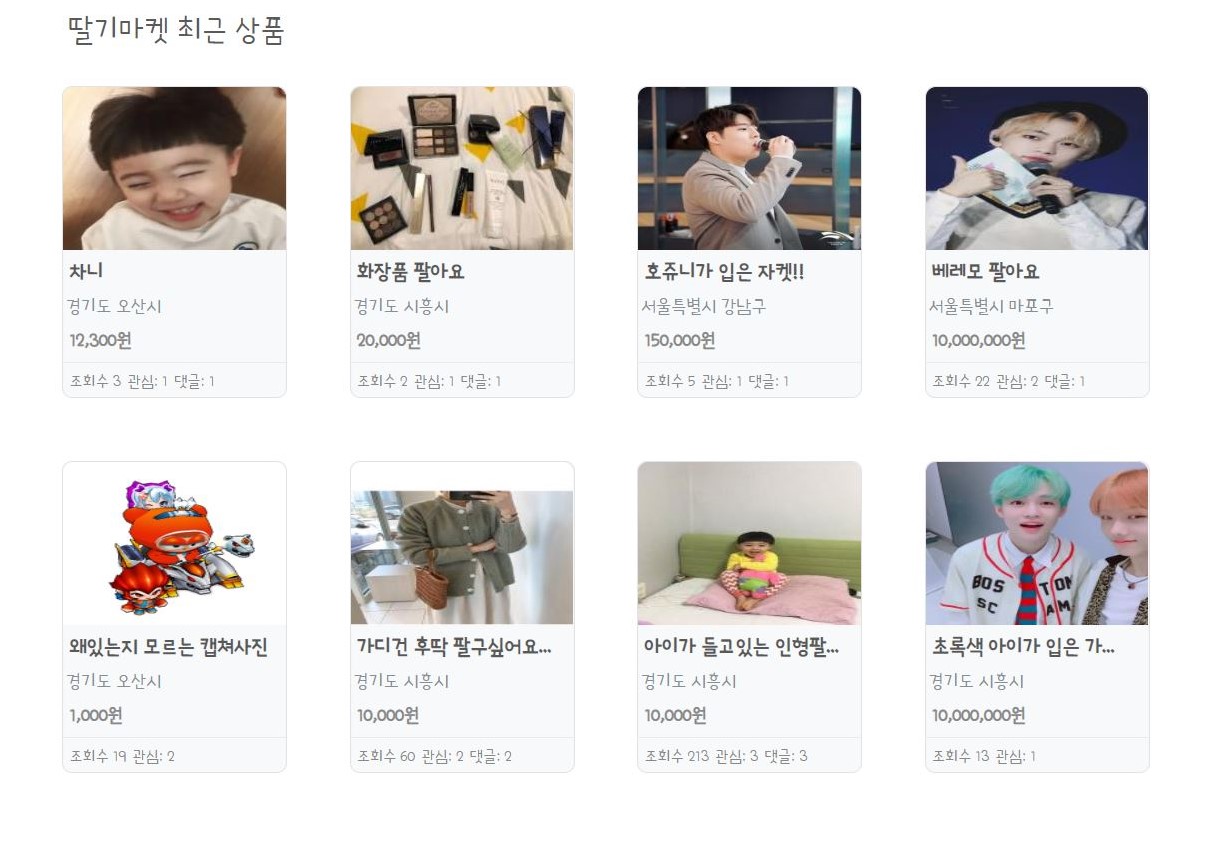 딸기마켓 최근 상품
차니
경기도 오산시
12,300원
조회수 3 관심: 1 댓글: 1
화장품 팔아요
경기도 시흥시
20,000원
조회수 2 관심: 1 댓글: 1
호쥬니가 입은 자켓!!
서울특별시 강남구
150,000원
조회수 5 관심: 1 댓글: 1
베레모 팔아요
서울특별시 마포구
10,000,000원
조회수 22 관심: 2 댓글: 1
왜있는지 모르는 캡쳐사진
경기도 오산시
1,000원
조회수 19 관심: 2
가디건 후딱 팔구싶어요...
경기도 시흥시
10,000원
조회수 60 관심: 2 댓글: 2
아이가 들고있는 인형팔...
경기도 시흥시
10,000원
조회수 213 관심: 3 댓글: 3
BOS TON
SC AM
초록색 아이가 입은 가...
경기도 시흥시
10,000,000원
조회수 13 관심: 1